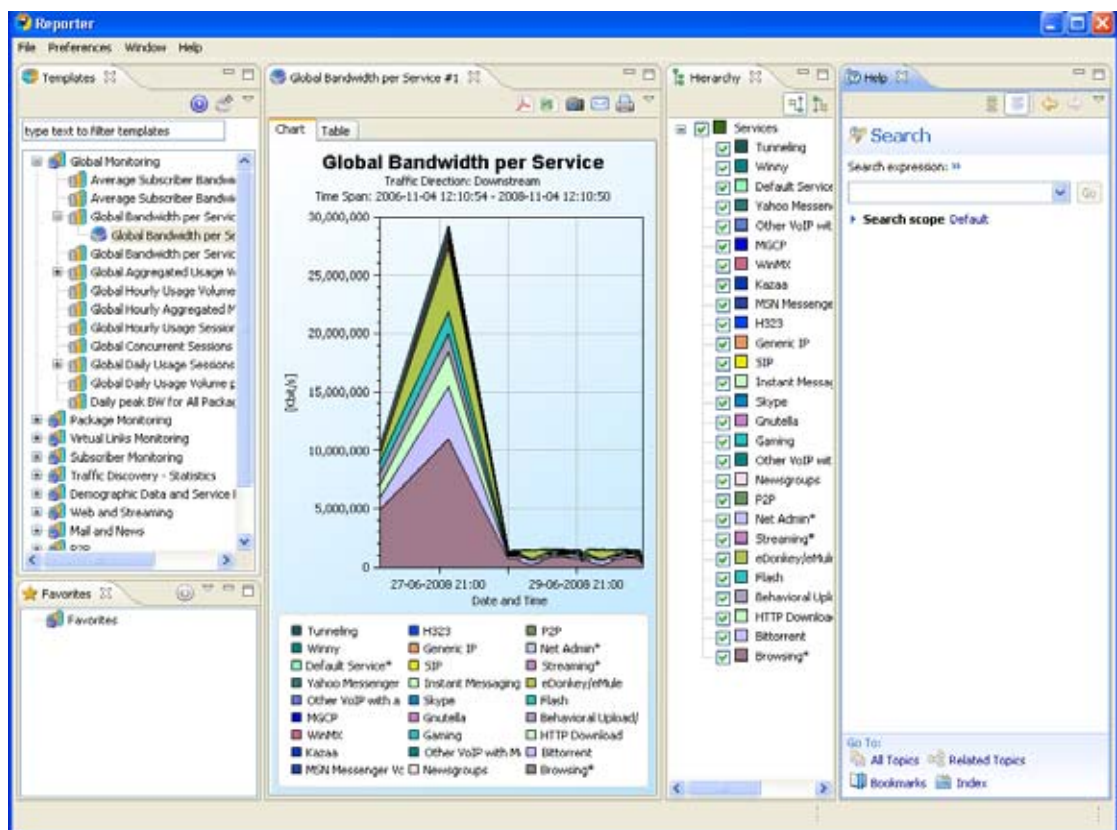 Reporter
File Preferences Window Help
Templates
type text to filter templates
Global Monitoring
Average Subscriber Bandwi
Average Subscriber Bandwi
Global Bandwidth per Servic
Global Bandwidth per Se
Global Bandwidth per Servic
Global Aggregated Usage
Global Hourly Usage Volume
Global Hourly Aggregated M
Global Hourly Usage Session
Global Concurrent Sessions
Global Daily Usage Sessions
Global Daily Usage Volume p
Daily peak BW for All Packag
Package Monitoring
Virtual Links Monitoring
Subscriber Monitoring
Traffic Discovery - Statistics
Demographic Data and Service
Web and Streaming
Mail and News
P2P
Favorites
Favorites
Global Bandwidth per Service #1
Chart Table
Global Bandwidth per Service
Traffic Direction: Downstream
Time Span: 2006-11-04 12:10:54 - 2008-11-04 12:10:50
30,000,000
25,000,000
20,000,000
15,000,000
10,000,000
5,000,000
0
[Kbit/s]
27-06-2008 21:00 29-06-2008 21:00
Date and Time
Tunneling H323 P2P
Winny Generic IP Net Admin*
Default Service* SIP Streaming*
Yahoo Messenger Instant Messaging eDonkey/eMule
Other VoIP with a Skype Flash
MGCP Gnutella Behavioral Upload/
WinMX Gaming HTTP Download
Kazaa Other VoIP with M Bittorrent
MSN Messenger Vo Newsgroups Browsing*
Hierarchy
Services
Tunneling
Winny
Default Service
Yahoo Messen
Other VoIP wit
MGCP
WinMX
Kazaa
MSN Messenge
H323
Generic IP
SIP
Instant Messag
Skype
Gnutella
Gaming
Other VoIP wit
Newsgroups
P2P
Net Admin*
Streaming*
eDonkey/eMule
Flash
Behavioral Upl
HTTP Downloa
Bittorrent
Browsing*
Help
Search
Search expression: »
Go
Search scope Default
Go To:
All Topics Related Topics
Bookmarks Index